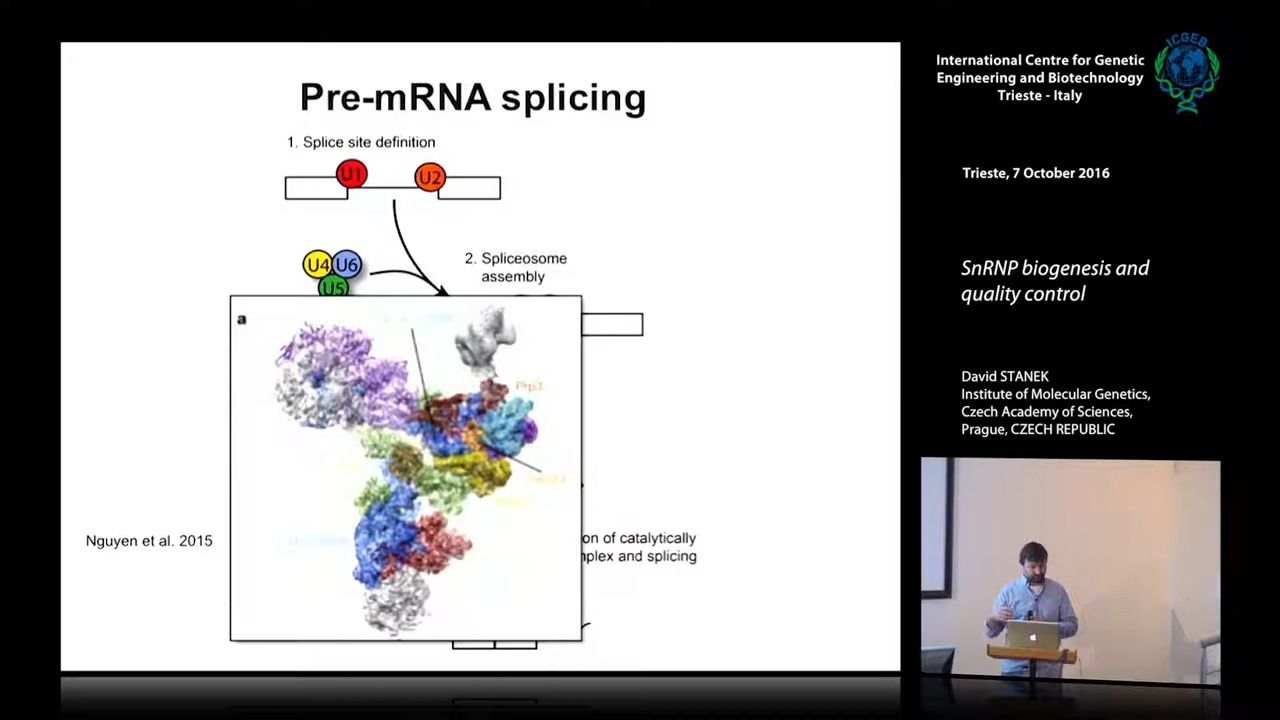 Pre-mRNA splicing
1. Splice site definition
U1
U2
U4
U6
U5
2. Spliceosome
assembly
a
Prp3
Nguyen et al. 2015
on of catalytically
plex and splicing
International Centre for Genetic
Engineering and Biotechnology
Trieste - Italy
ICGEB
Trieste, 7 October 2016
SnRNP biogenesis and
quality control
David STANEK
Institute of Molecular Genetics,
Czech Academy of Sciences,
Prague, CZECH REPUBLIC